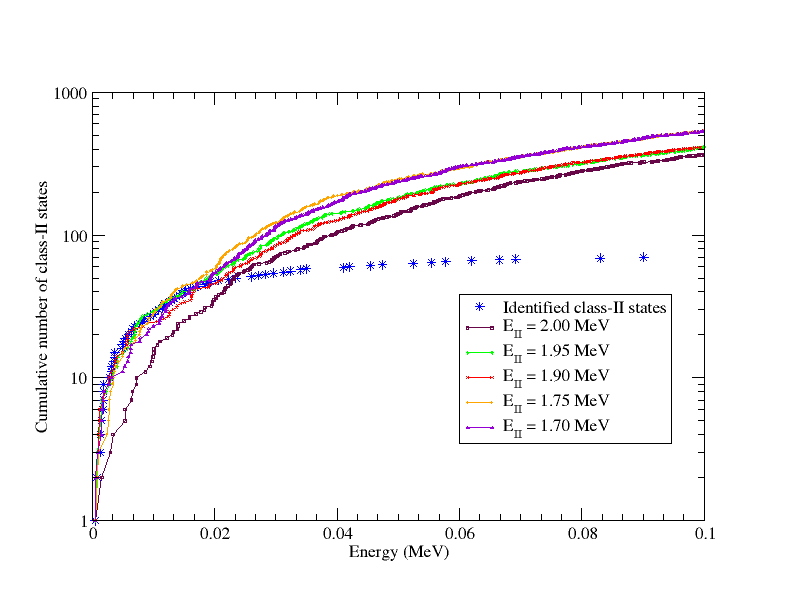 1000
100
10
1
Cumulative number of class-II states
0
0.02
0.04
0.06
0.08
0.1
Energy (MeV)
Identified class-II states
E_II = 2.00 MeV
E_II = 1.95 MeV
E_II = 1.90 MeV
E_II = 1.75 MeV
E_II = 1.70 MeV